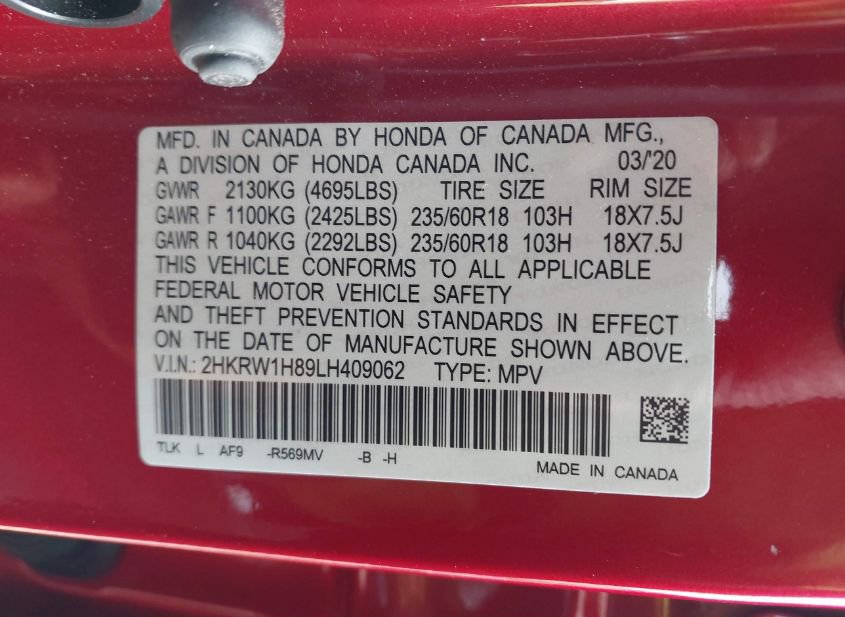 MFD. IN CANADA BY HONDA OF CANADA MFG.,
A DIVISION OF HONDA CANADA INC. 03/'20
GVWR 2130KG (4695LBS) TIRE SIZE RIM SIZE
GAWR F 1100KG (2425LBS) 235/60R18 103H 18X7.5J
GAWR R 1040KG (2292LBS) 235/60R18 103H 18X7.5J
THIS VEHICLE CONFORMS TO ALL APPLICABLE
FEDERAL MOTOR VEHICLE SAFETY
AND THEFT PREVENTION STANDARDS IN EFFECT
ON THE DATE OF MANUFACTURE SHOWN ABOVE.
V.I.N.: 2HKRW1H89LH409062 TYPE: MPV
TLK L AF9 -R569MV -B -H
MADE IN CANADA